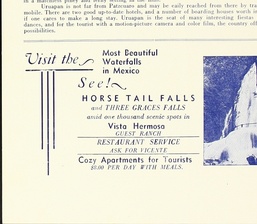 Uruapan is not far from Patzcuaro and may be easily reached from there by
mobile. There are two good up-to-date hotels, and a number of boarding houses
if one cares to make a long stay. Uruapan is the seat of many interesting fiestas
dances, and for the tourist with a motion-picture camera and color film, the country
possibilities.
Visit the
Most Beautiful
Waterfalls
in Mexico
See!
HORSE TAIL FALLS
and THREE GRACES FALLS
amid one thousand scenic spots in
Vista Hermosa
GUEST RANCH
RESTAURANT SERVICE
ASK FOR VICENTE
Cozy Apartments for Tourists
$8.00 PER DAY WITH MEALS.